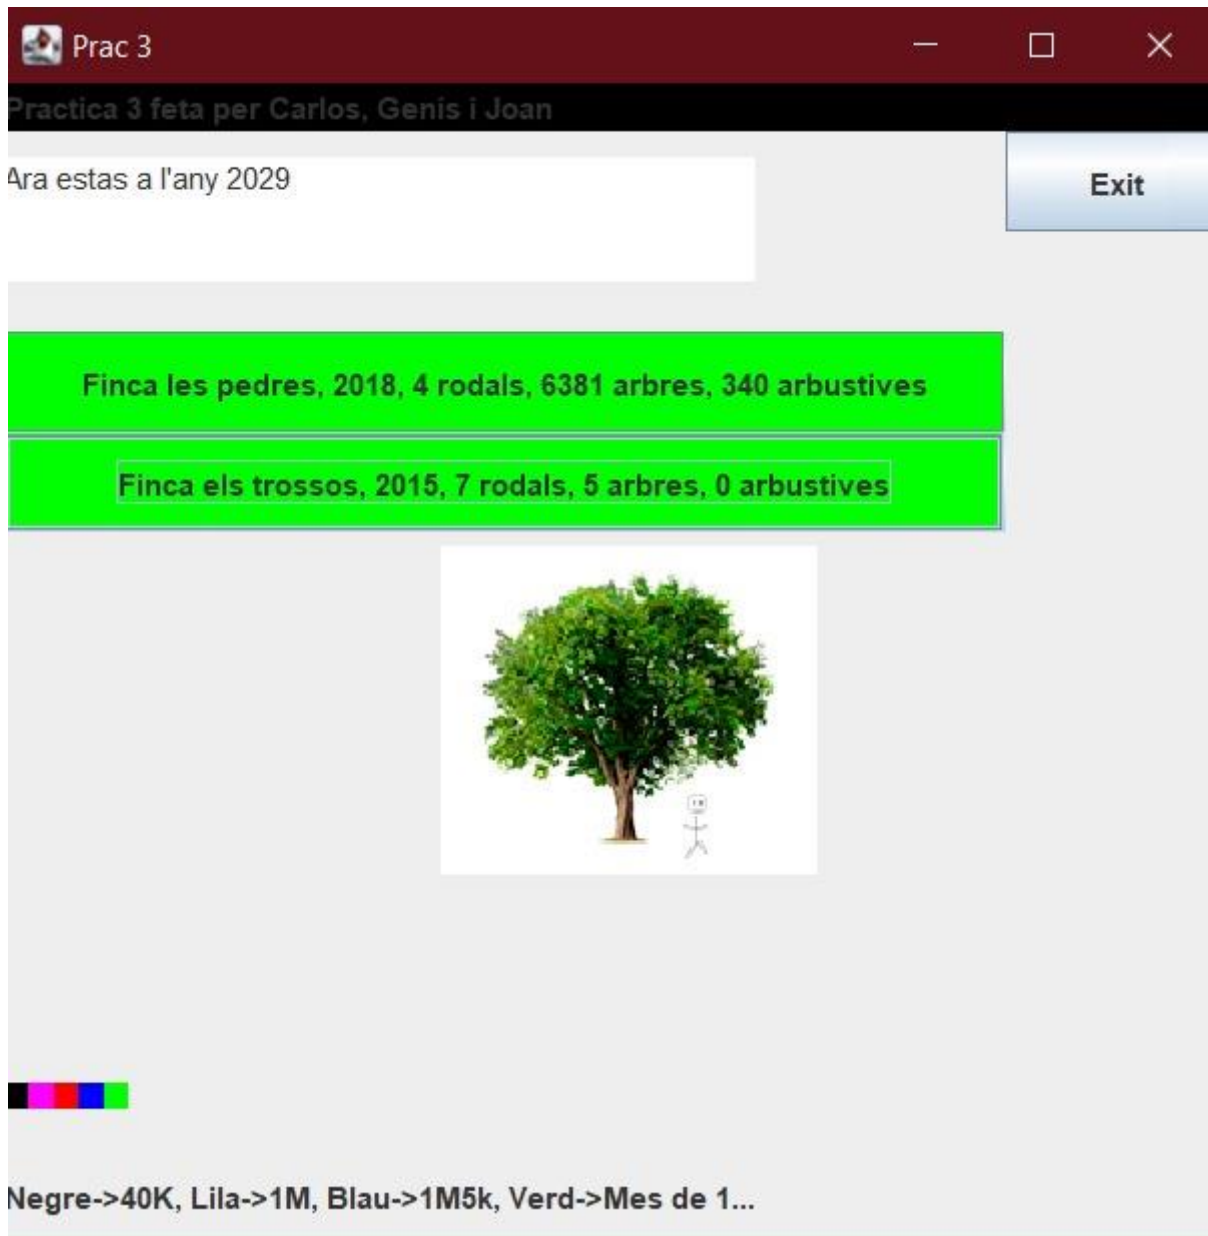 Prac 3
Practica 3 feta per Carlos, Genis i Joan
Ara estas a l'any 2029
Exit
Finca les pedres, 2018, 4 rodals, 6381 arbres, 340 arbustives
Finca els trossos, 2015, 7 rodals, 5 arbres, 0 arbustives
Negre->40K, Lila->1M, Blau->1M5k, Verd->Mes de 1...